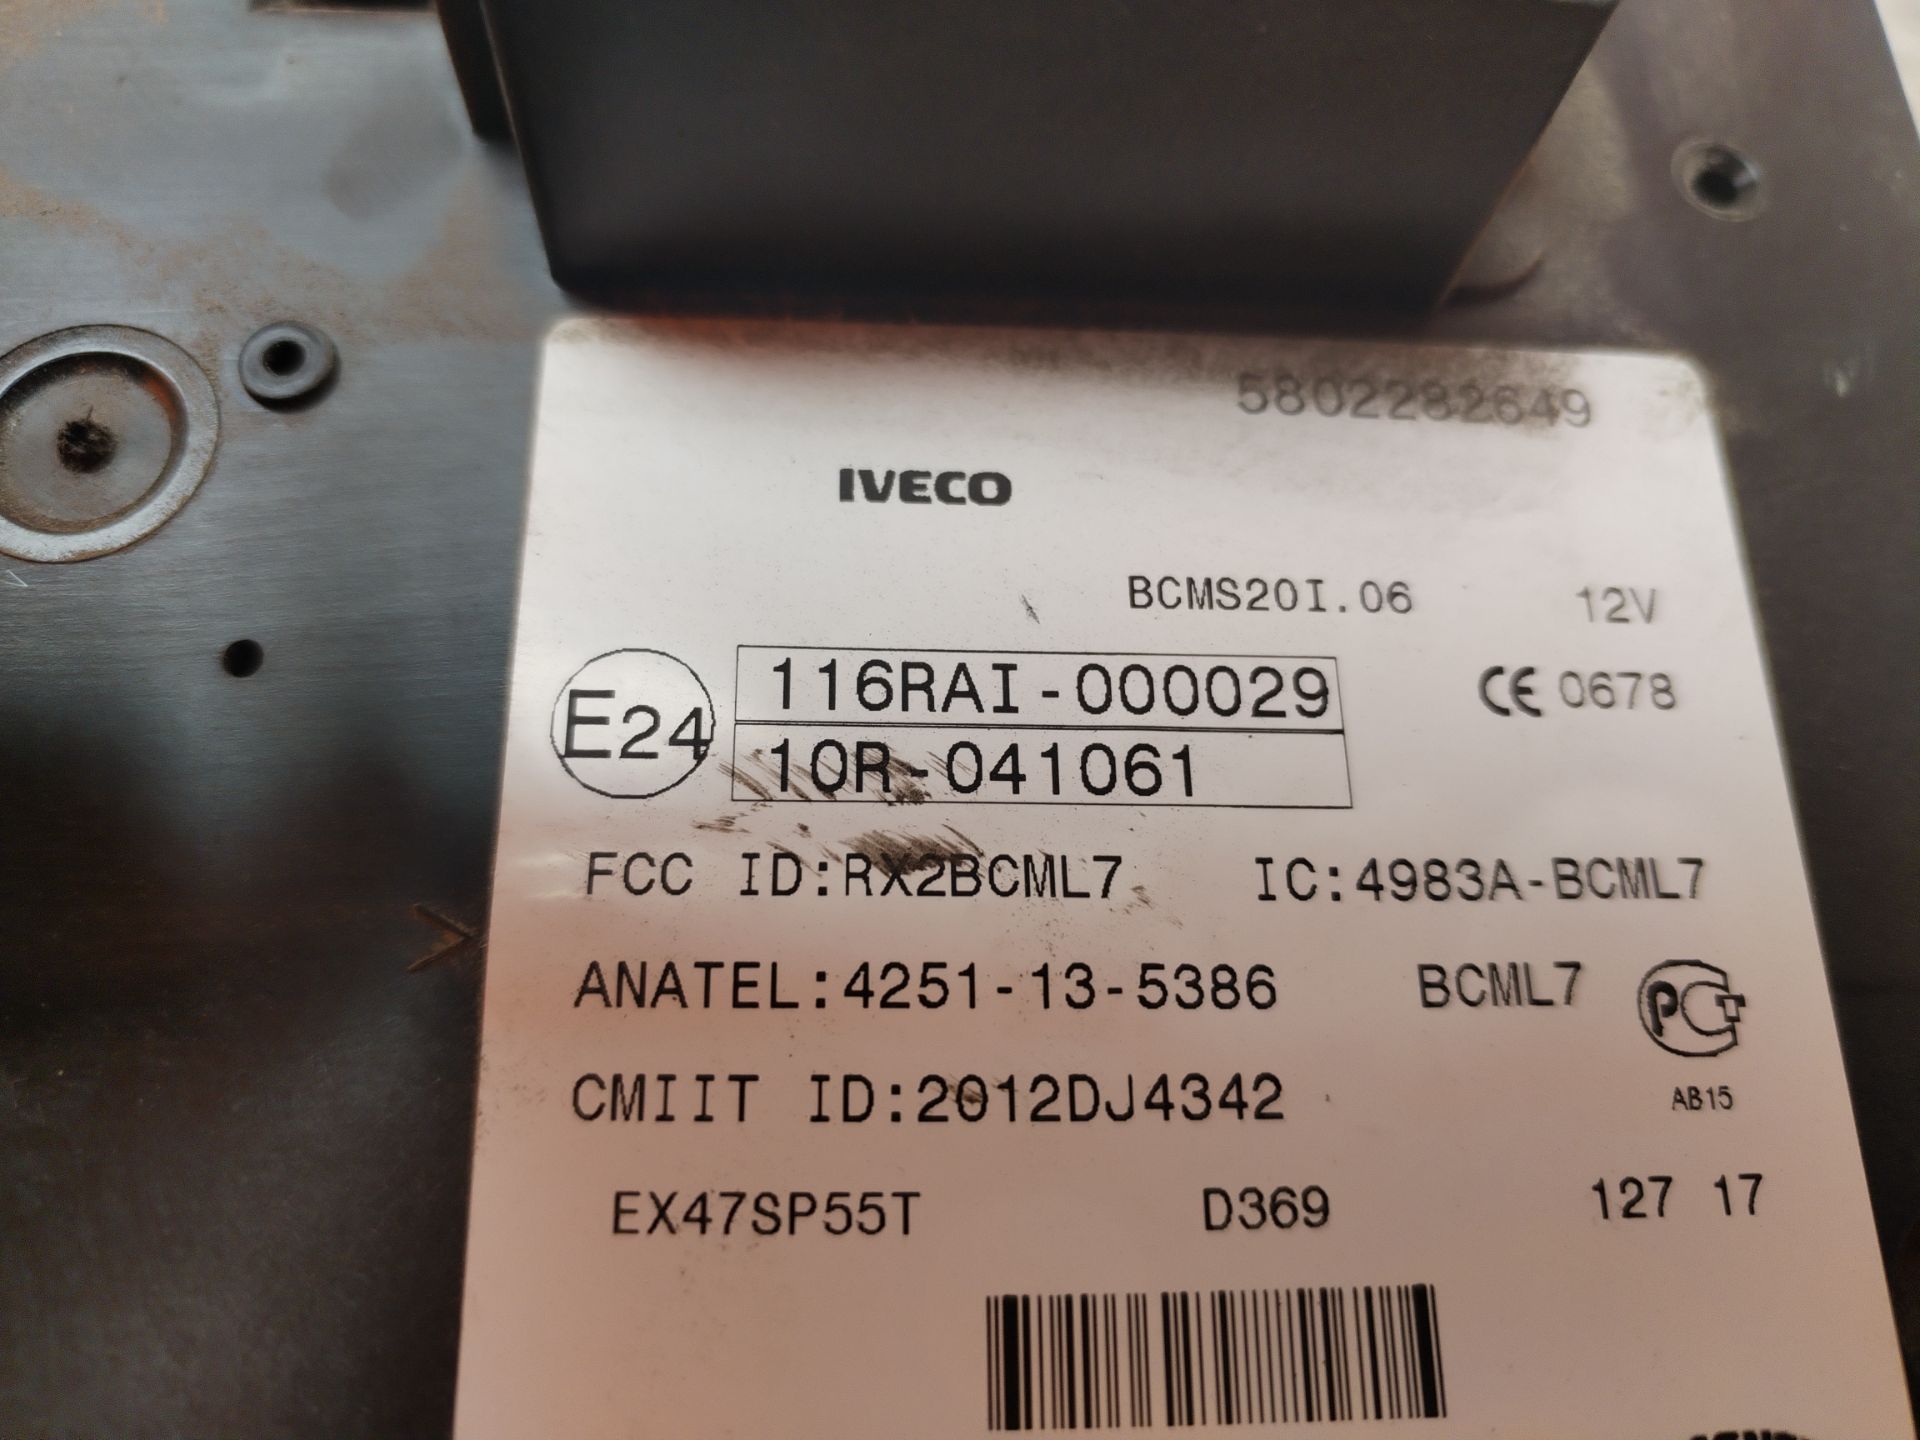 5802282649
IVECO
BCMS20I.06 12V
E24 116RAI-000029 CE 0678
10R-041061
FCC ID:RX2BCML7 IC:4983A-BCML7
ANATEL:4251-13-5386 BCML7 PCT
CMIIT ID:2012DJ4342 AB15
EX47SP55T D369 127 17